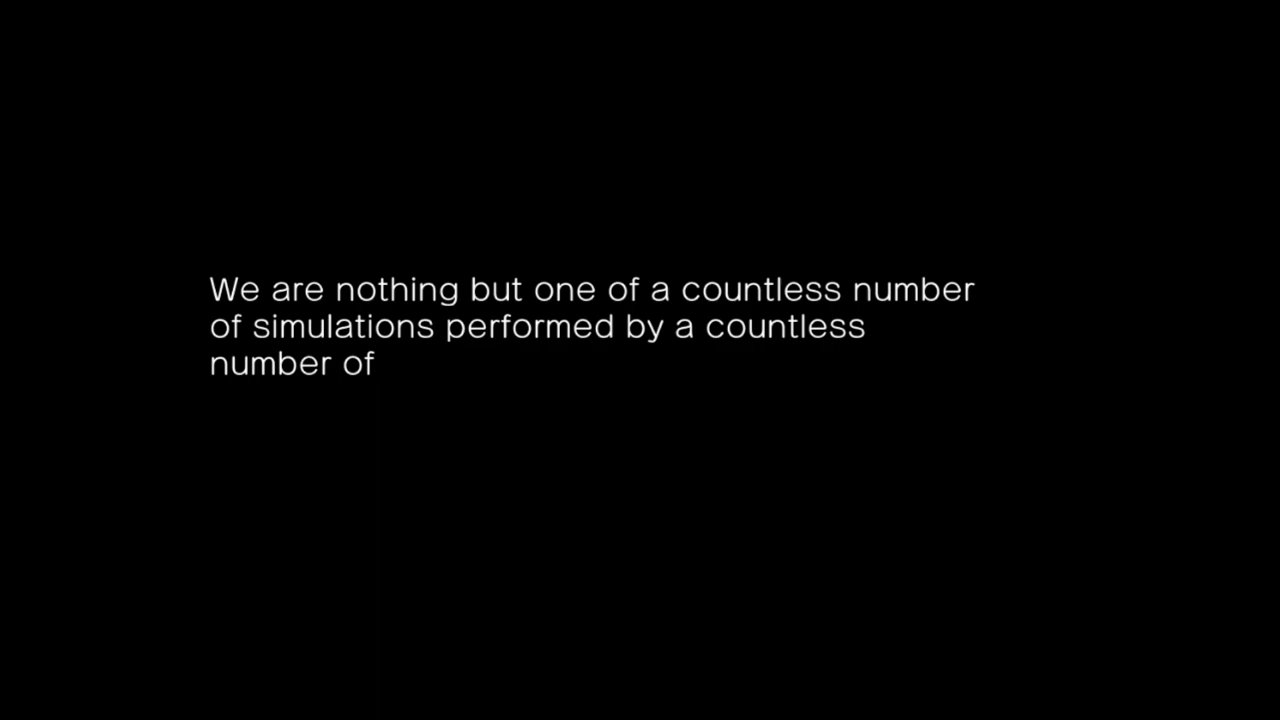 We are nothing but one of a countless number
of simulations performed by a countless
number of